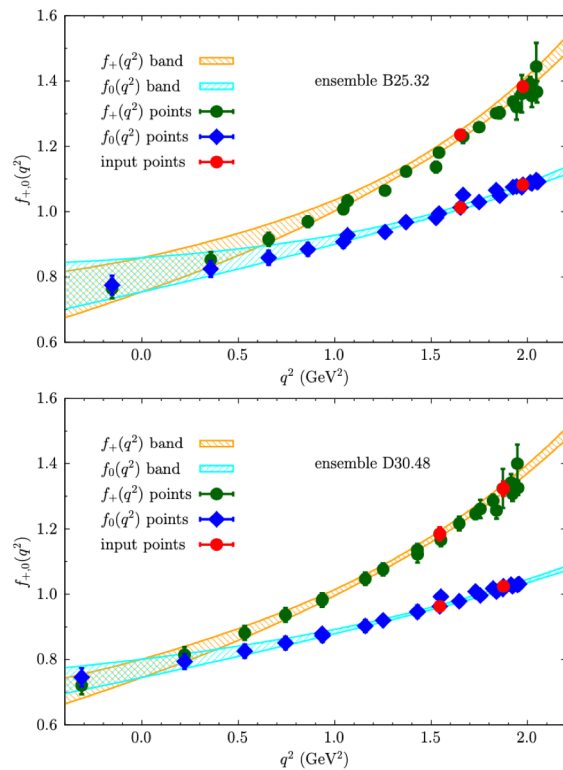 1.6
1.4
1.2
1.0
0.8
0.6
f₊,₀(q²)
f₊(q²) band
f₀(q²) band
f₊(q²) points
f₀(q²) points
input points
ensemble B25.32
0.0 0.5 1.0 1.5 2.0
q² (GeV²)
1.6
1.4
1.2
1.0
0.8
0.6
f₊,₀(q²)
f₊(q²) band
f₀(q²) band
f₊(q²) points
f₀(q²) points
input points
ensemble D30.48
0.0 0.5 1.0 1.5 2.0
q² (GeV²)